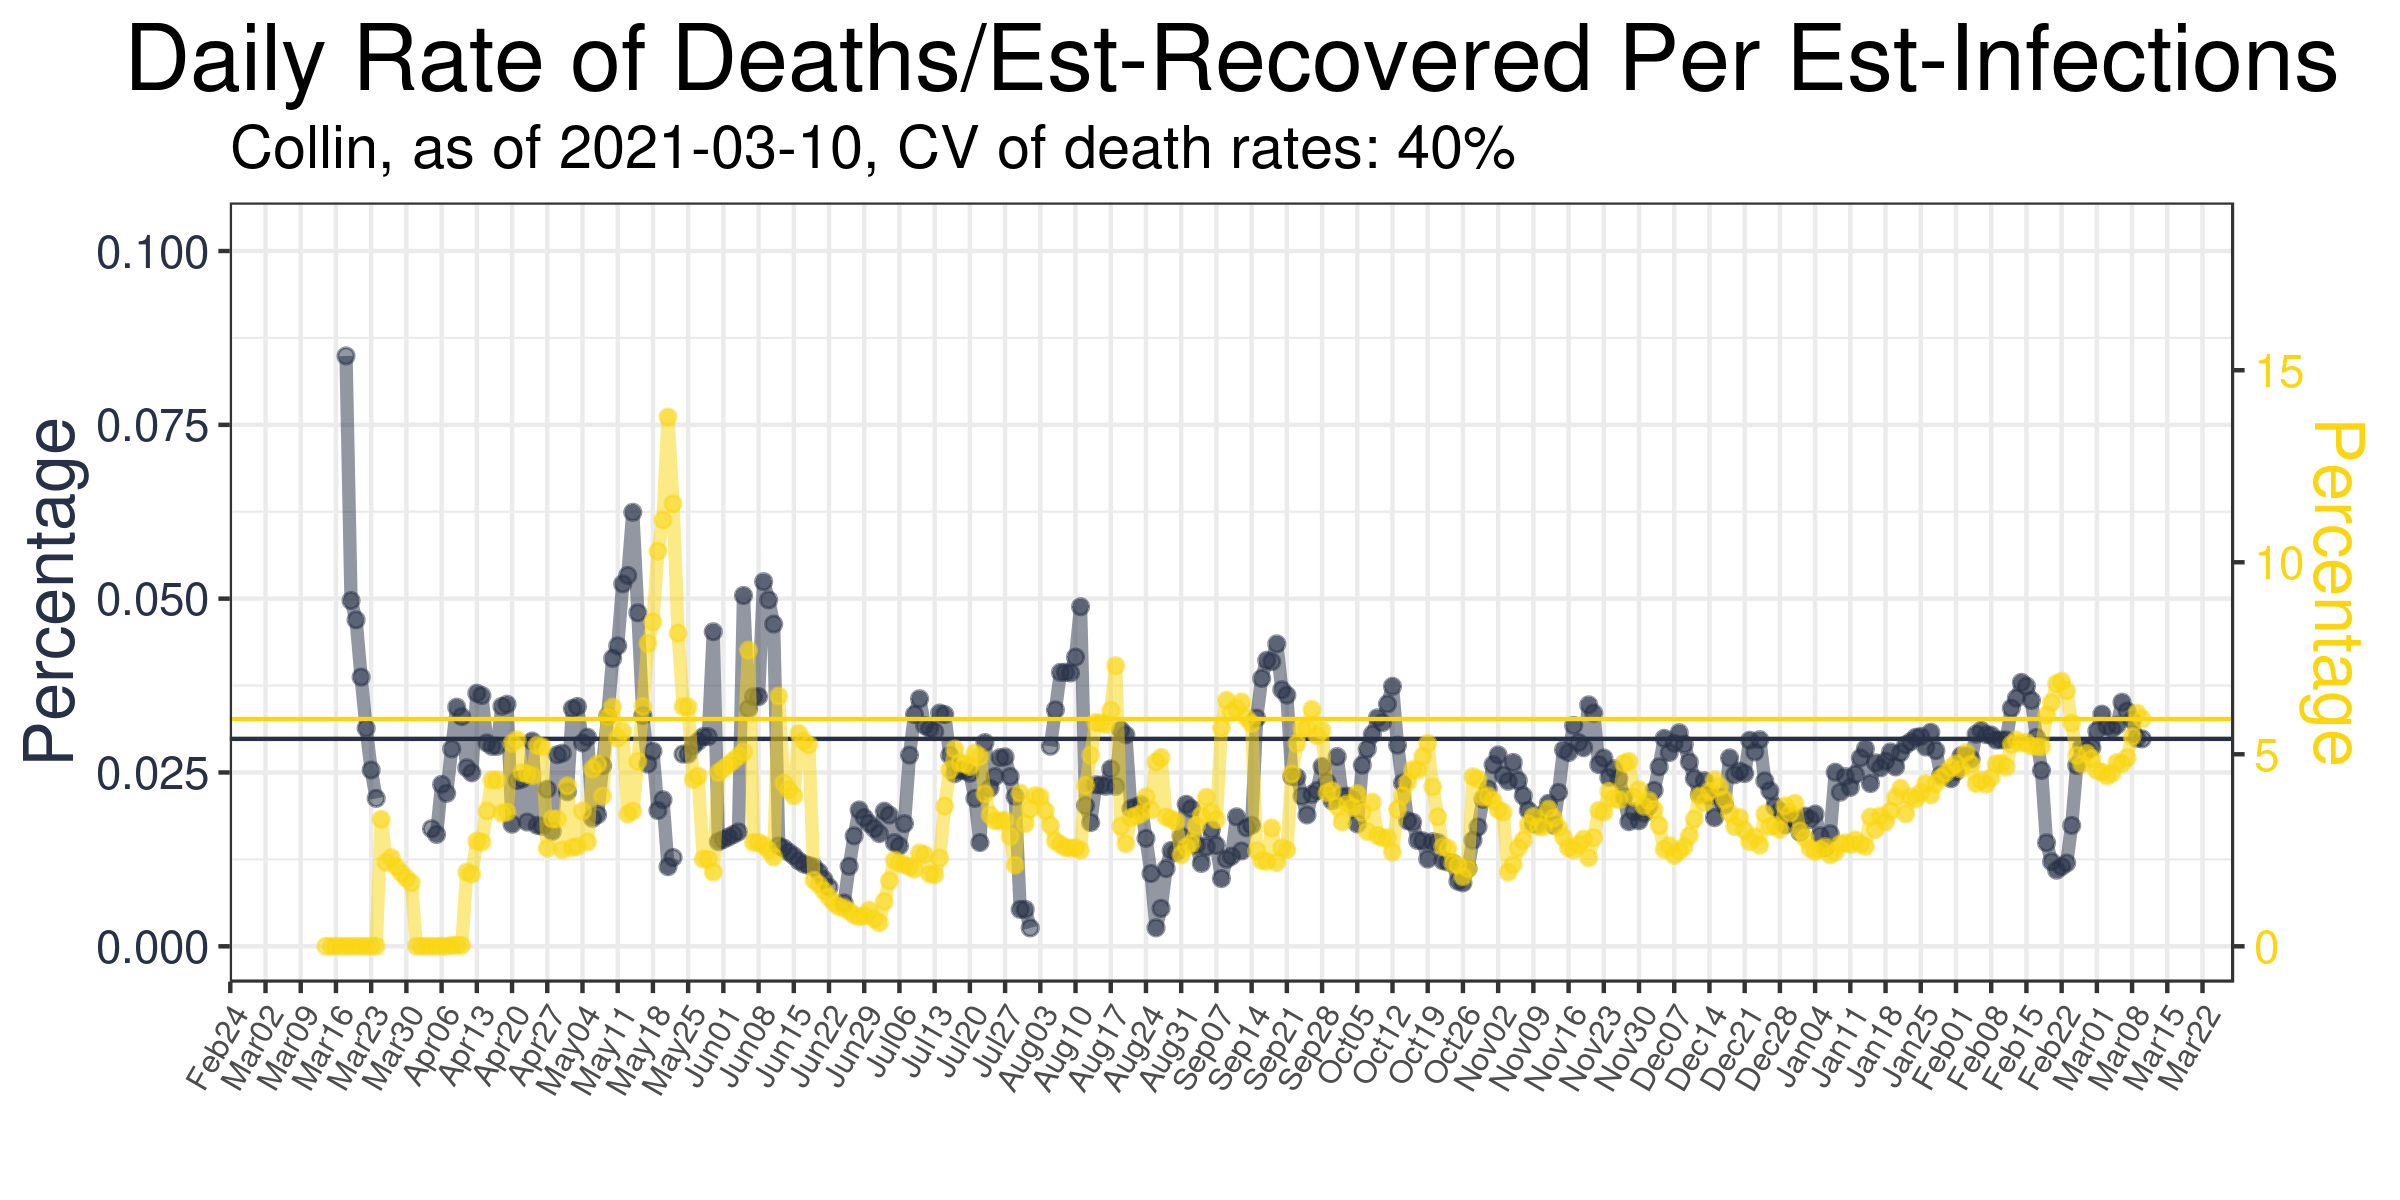 Daily Rate of Deaths/Est-Recovered Per Est-Infections
Collin, as of 2021-03-10, CV of death rates: 40%
Percentage
0.100
0.075
0.050
0.025
0.000
15
10
5
0
Percentage
Feb24
Mar02
Mar09
Mar16
Mar23
Mar30
Apr06
Apr13
Apr20
Apr27
May04
May11
May18
May25
Jun01
Jun08
Jun15
Jun22
Jun29
Jul06
Jul13
Jul20
Jul27
Aug03
Aug10
Aug17
Aug24
Aug31
Sep07
Sep14
Sep21
Sep28
Oct05
Oct12
Oct19
Oct26
Nov02
Nov09
Nov16
Nov23
Nov30
Dec07
Dec14
Dec21
Dec28
Jan04
Jan11
Jan18
Jan25
Feb01
Feb08
Feb15
Feb22
Mar01
Mar08
Mar15
Mar22